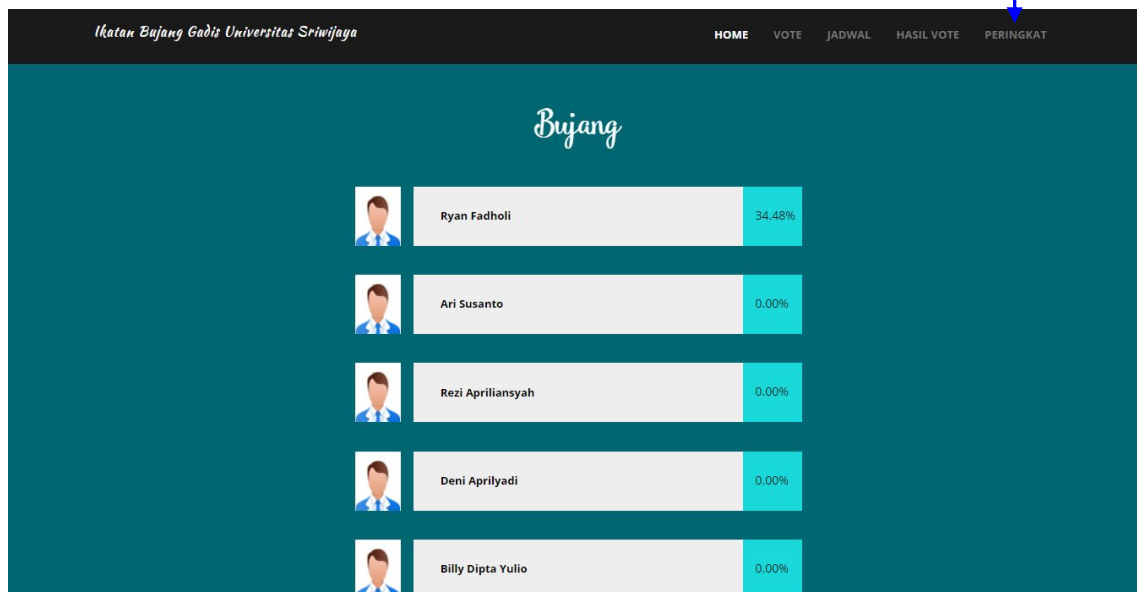 Ikatan Bujang Gadis Universitas Sriwijaya
HOME VOTE JADWAL HASIL VOTE PERINGKAT
Bujang
Ryan Fadholi 34.48%
Ari Susanto 0.00%
Rezi Apriliansyah 0.00%
Deni Aprilyadi 0.00%
Billy Dipta Yulio 0.00%